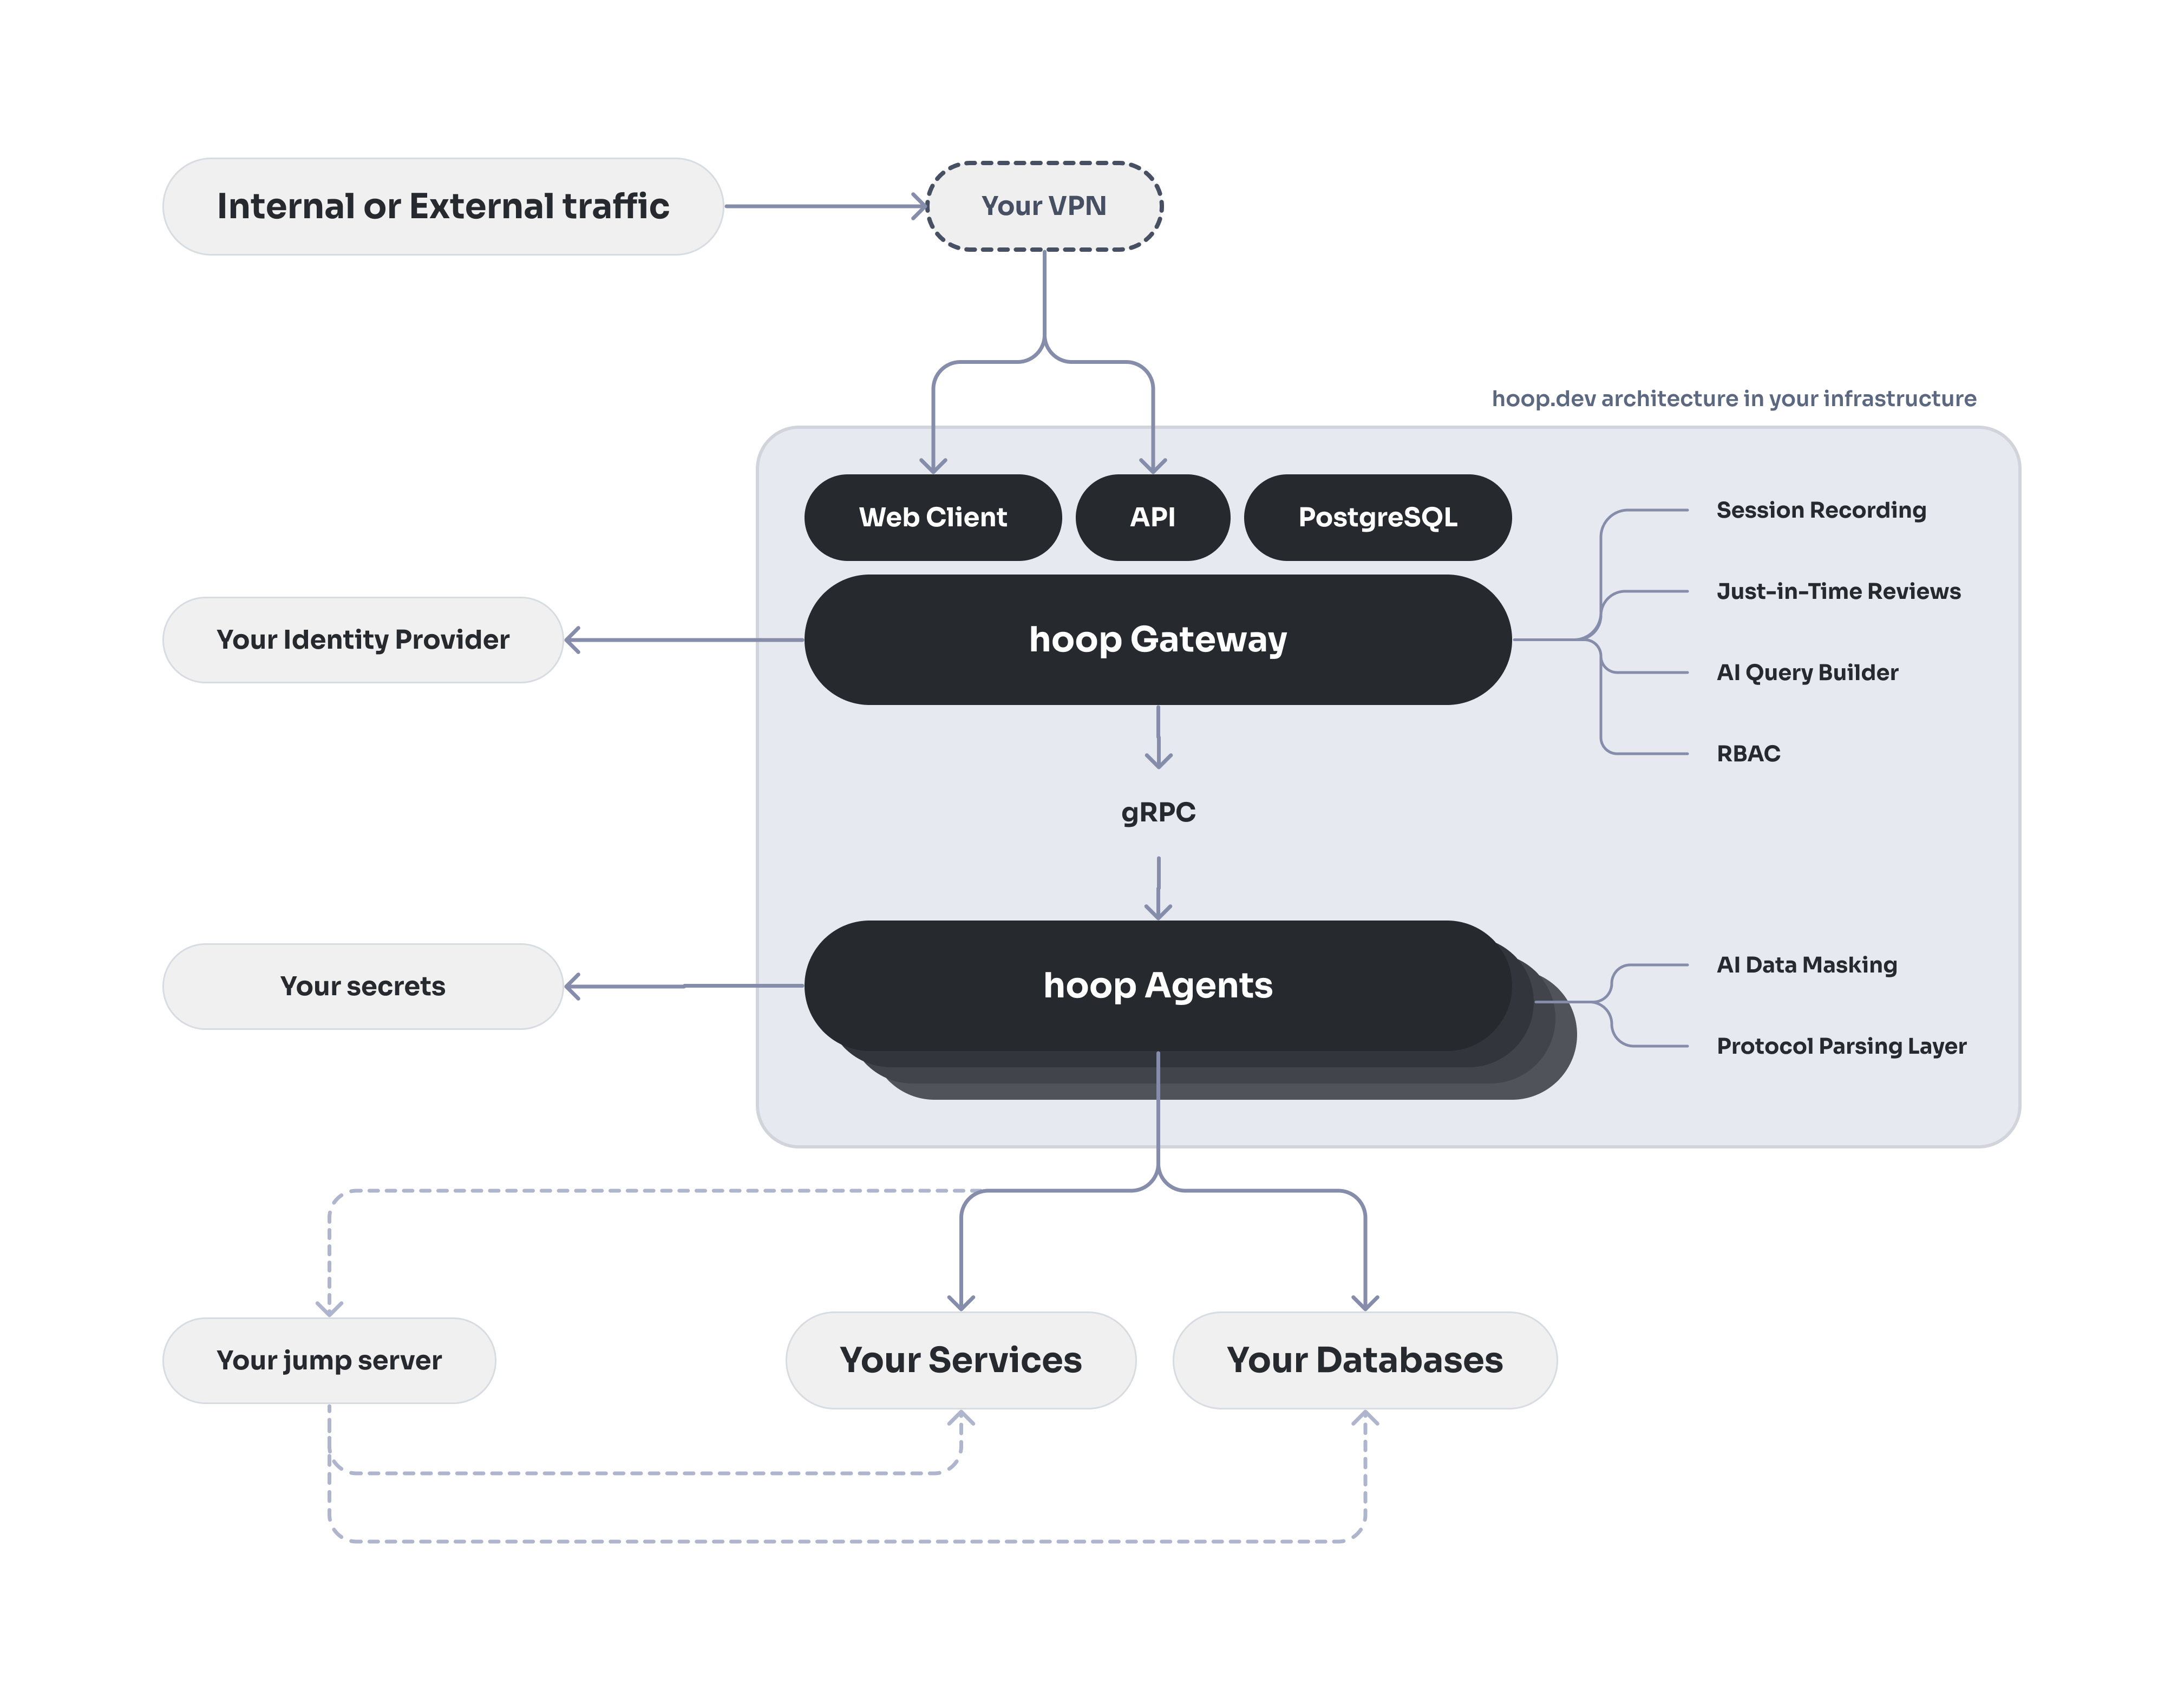 Internal or External traffic
Your VPN
hoop.dev architecture in your infrastructure
Web Client
API
PostgreSQL
Session Recording
Just-in-Time Reviews
Your Identity Provider
hoop Gateway
AI Query Builder
RBAC
gRPC
Your secrets
hoop Agents
AI Data Masking
Protocol Parsing Layer
Your jump server
Your Services
Your Databases